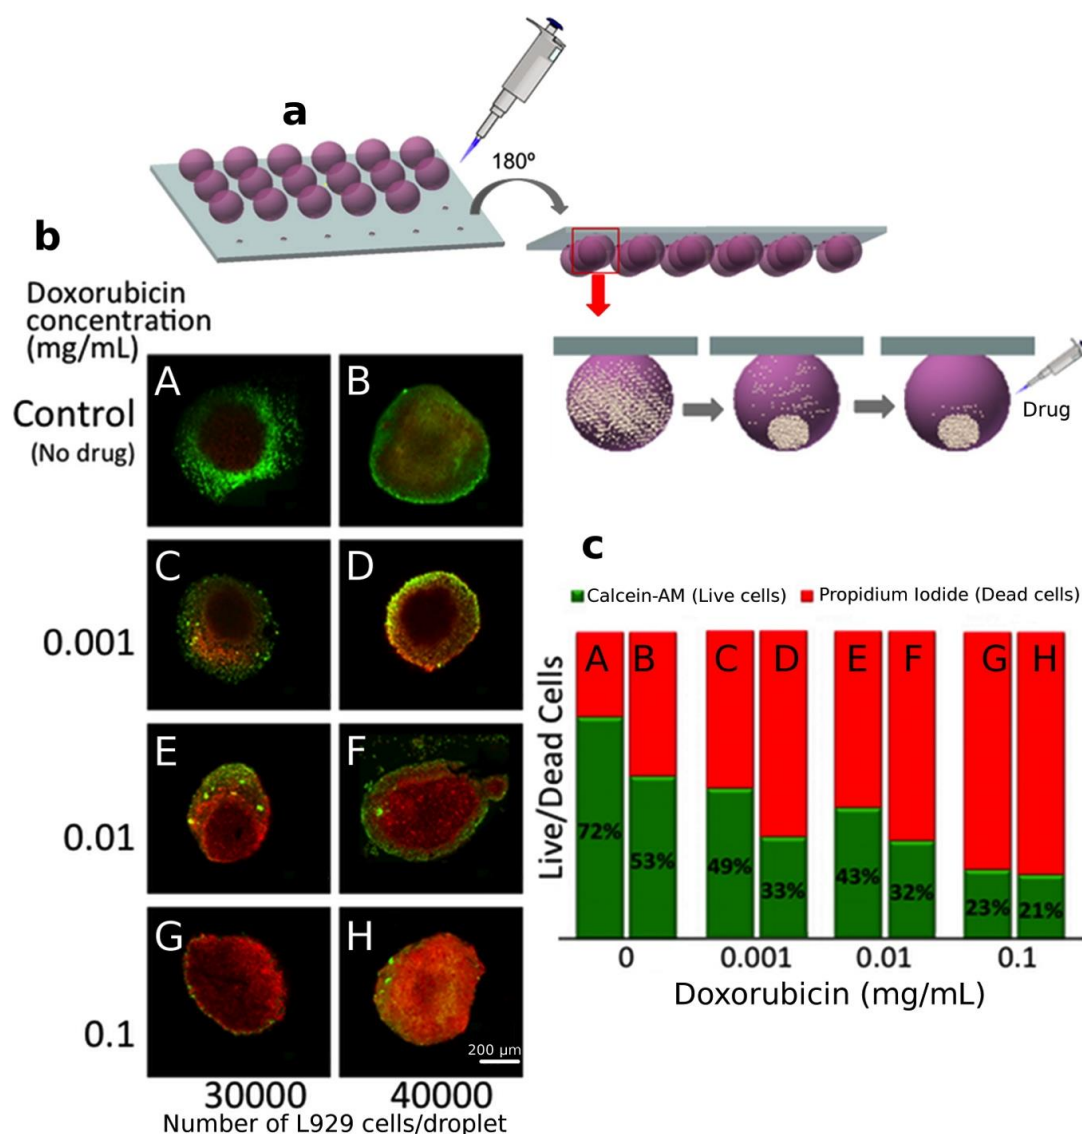 a
180º
Drug
b
Doxorubicin
concentration
(mg/mL)
Control
(No drug)
A
B
0.001
C
D
0.01
E
F
0.1
G
H
200 µm
30000
40000
Number of L929 cells/droplet
c
Calcein-AM (Live cells)
Propidium Iodide (Dead cells)
Live/Dead Cells
A B C D E F G H
72% 53% 49% 33% 43% 32% 23% 21%
0 0.001 0.01 0.1
Doxorubicin (mg/mL)